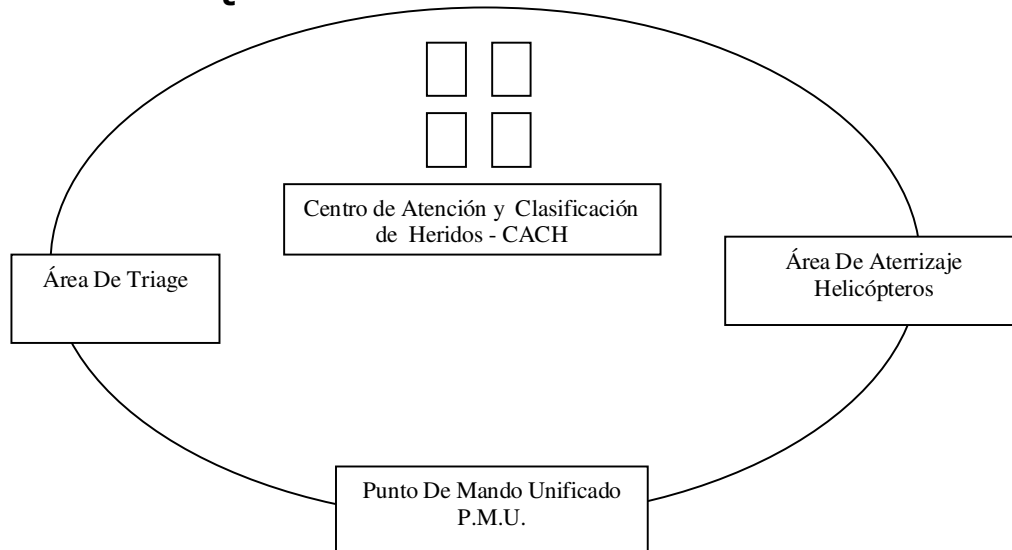 Centro de Atención y Clasificación
de Heridos - CACH
Área De Triage
Área De Aterrizaje
Helicópteros
Punto De Mando Unificado
P.M.U.